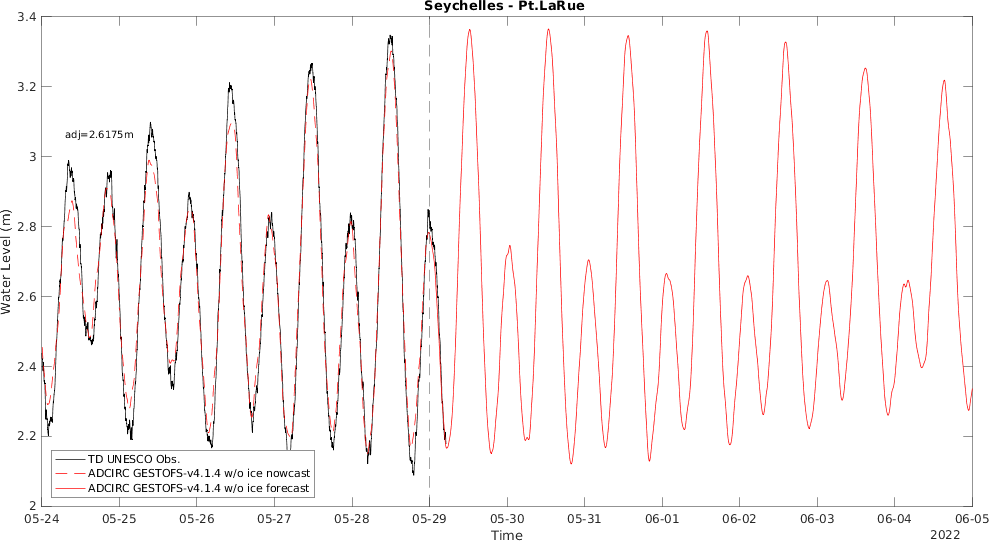 Seychelles - Pt.LaRue
3.4
3.2
3
2.8
2.6
2.4
2.2
2
Water Level (m)
adj=2.6175m
TD UNESCO Obs.
ADCIRC GESTOFS-v4.1.4 w/o ice nowcast
ADCIRC GESTOFS-v4.1.4 w/o ice forecast
05-24 05-25 05-26 05-27 05-28 05-29 05-30 05-31 06-01 06-02 06-03 06-04 06-05
Time
2022